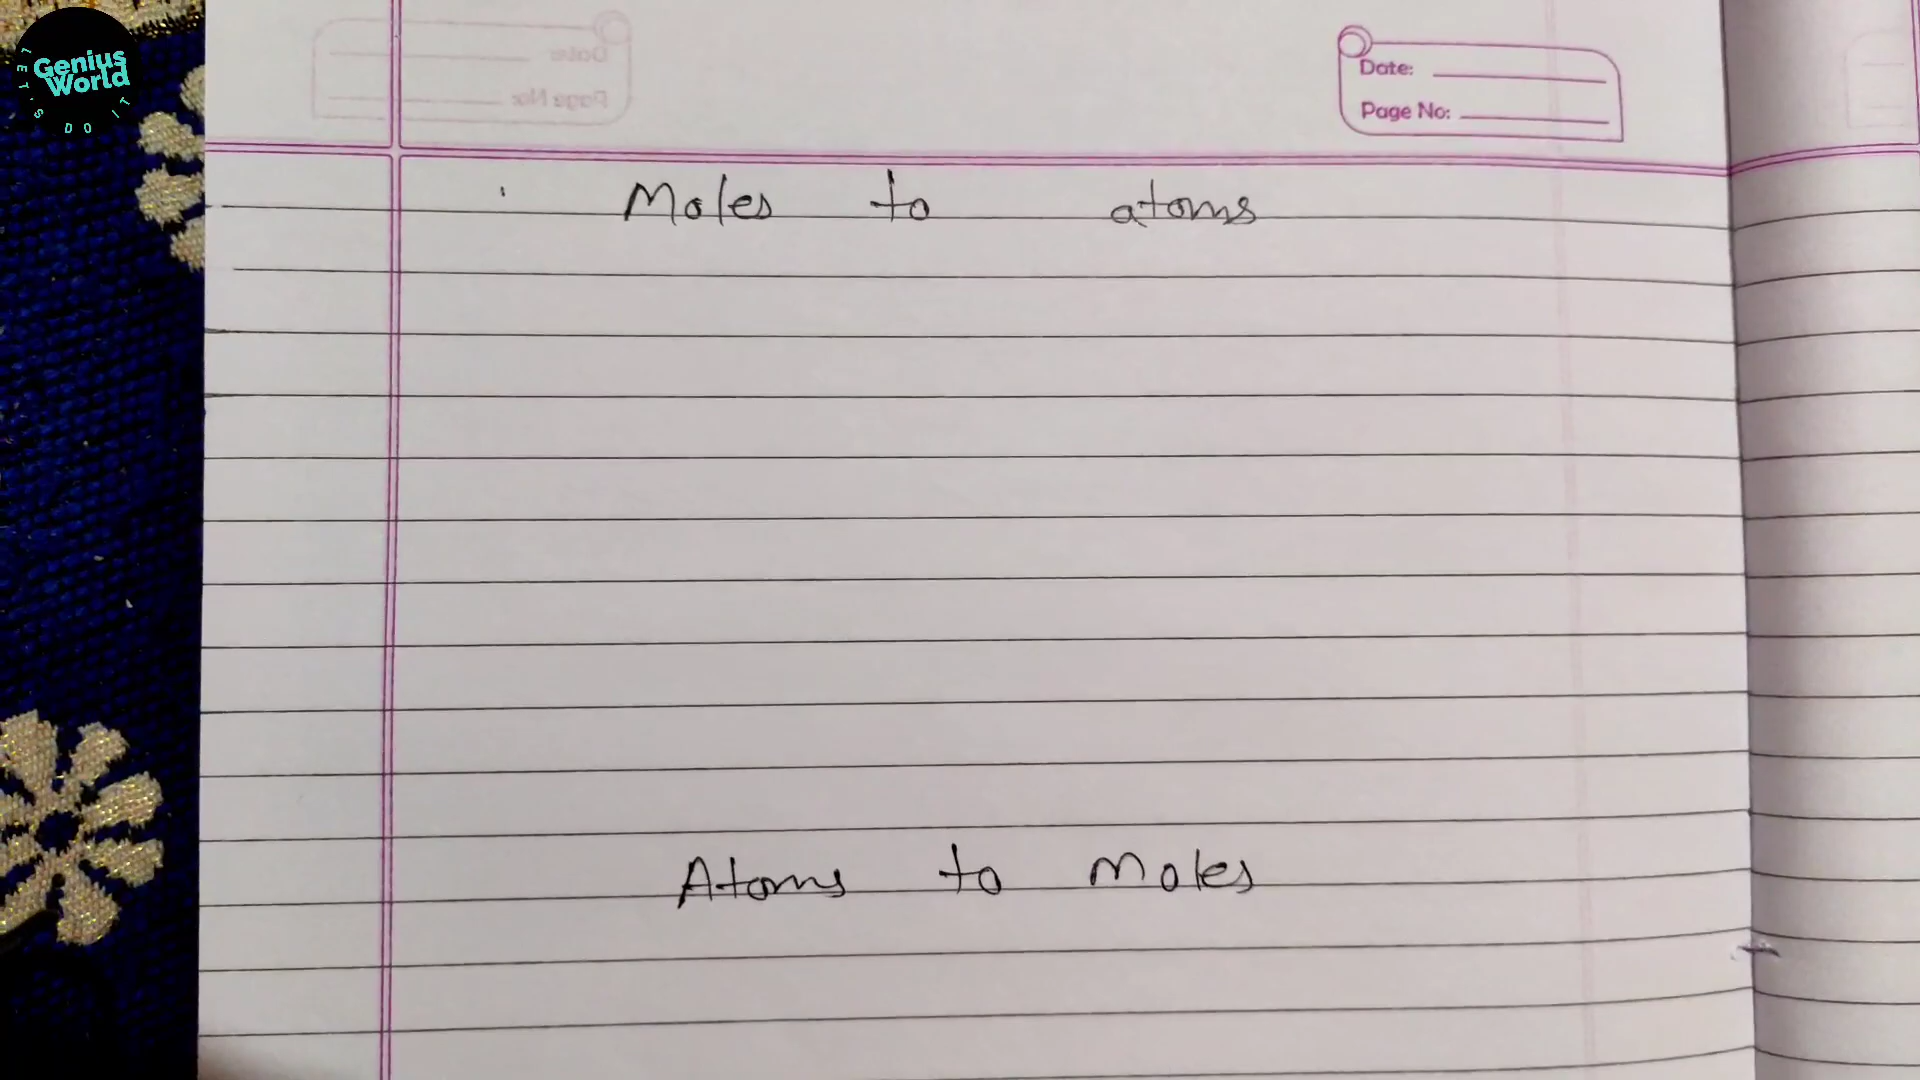 Genius
World
LET'S DO IT
Date:
Page No:
Moles to atoms
Atoms to Moles